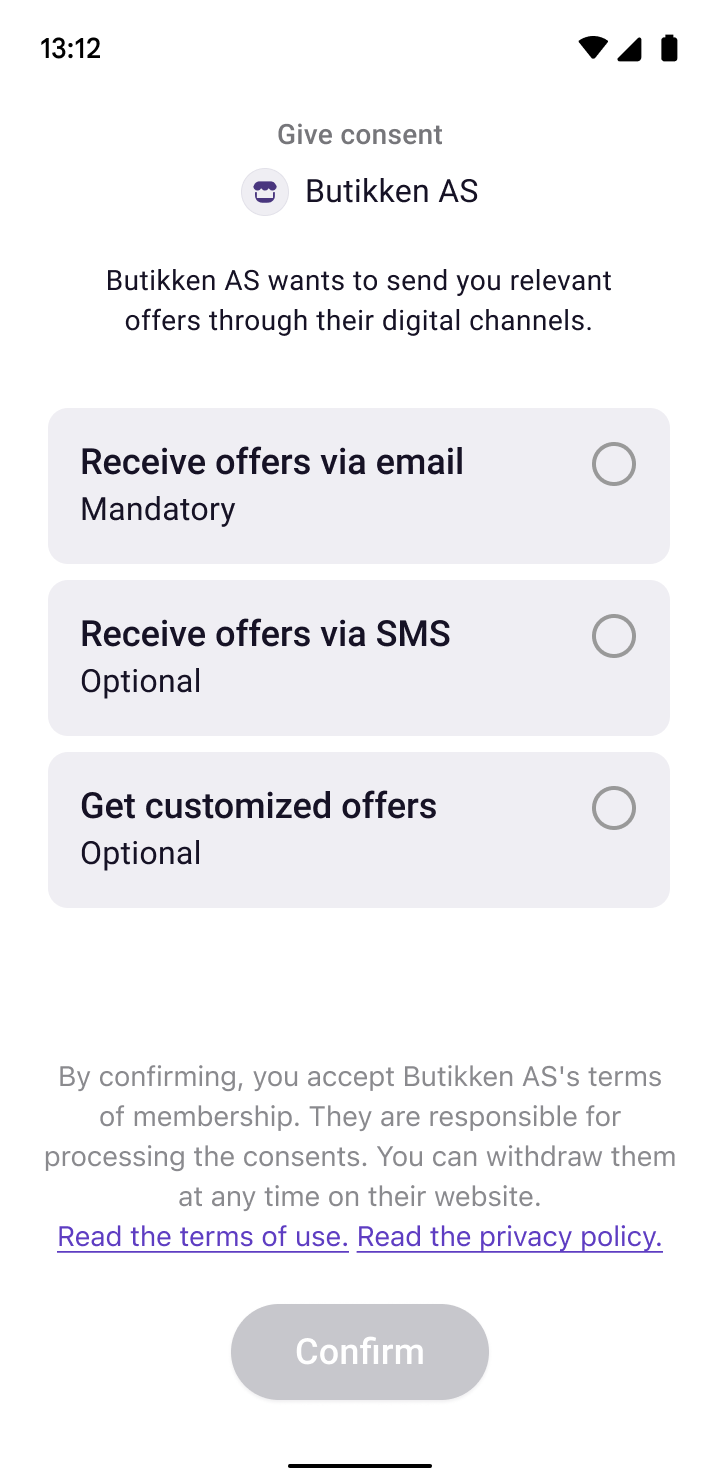 13:12
Give consent
Butikken AS
Butikken AS wants to send you relevant
offers through their digital channels.
Receive offers via email
Mandatory
Receive offers via SMS
Optional
Get customized offers
Optional
By confirming, you accept Butikken AS's terms
of membership. They are responsible for
processing the consents. You can withdraw them
at any time on their website.
Read the terms of use. Read the privacy policy.
Confirm